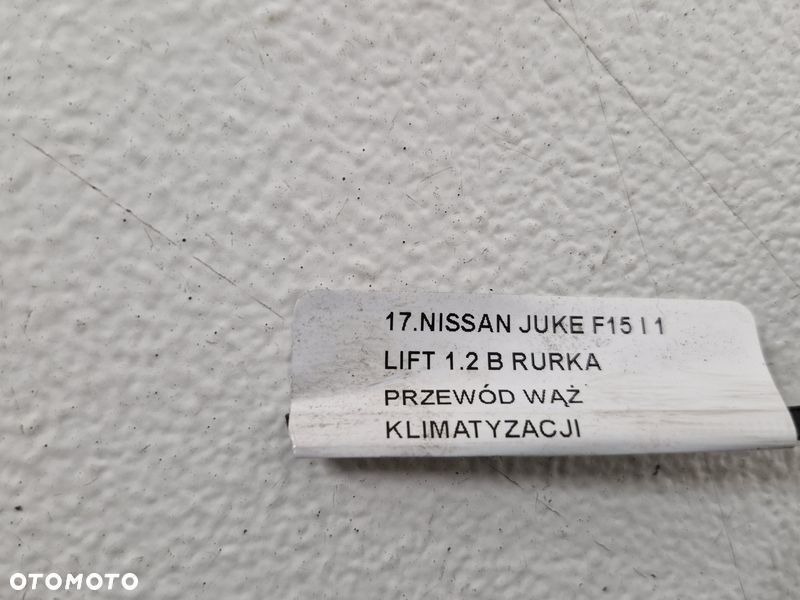 17.NISSAN JUKE F15 I 1
LIFT 1.2 B RURKA
PRZEWÓD WĄŻ
KLIMATYZACJI
OTOMOTO